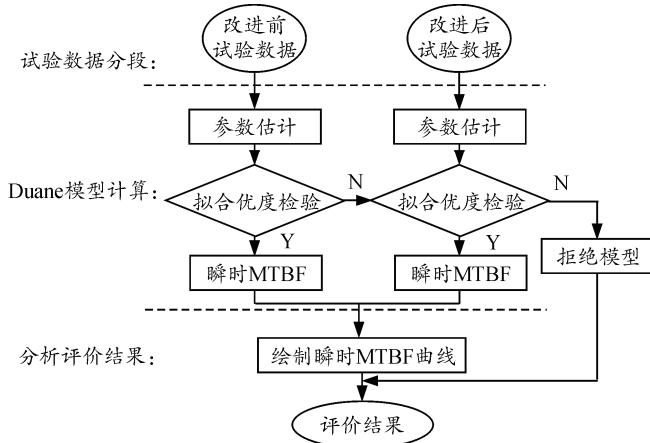 改进前
试验数据
改进后
试验数据
试验数据分段：
参数估计
参数估计
Duane模型计算：
拟合优度检验
N
拟合优度检验
N
Y
Y
瞬时MTBF
瞬时MTBF
拒绝模型
分析评价结果：
绘制瞬时MTBF曲线
评价结果